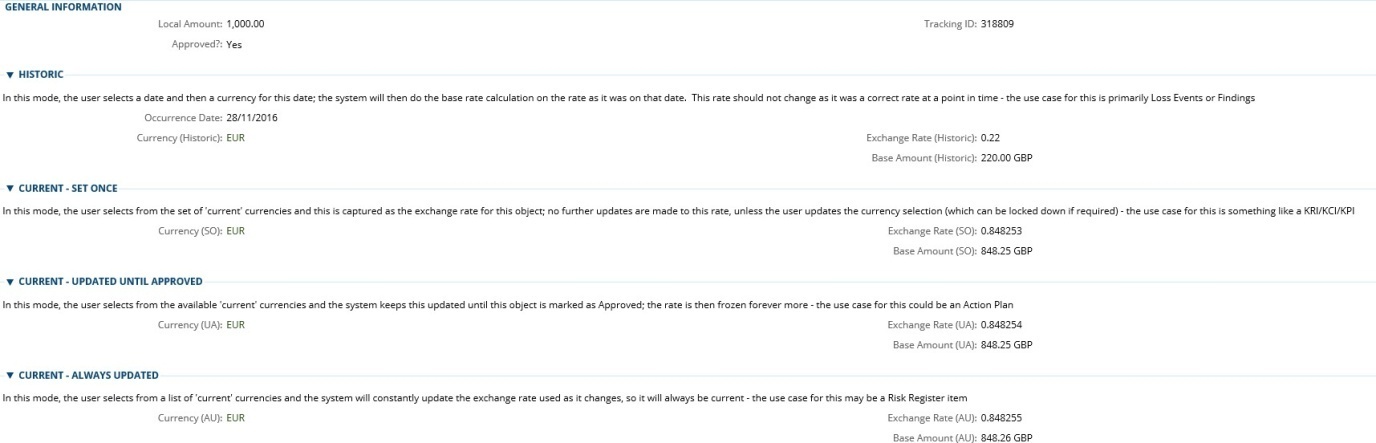 GENERAL INFORMATION
Local Amount: 1,000.00 Tracking ID: 318809
Approved?: Yes
▼ HISTORIC
In this mode, the user selects a date and then a currency for this date; the system will then do the base rate calculation on the rate as it was on that date. This rate should not change as it was a correct rate at a point in time - the use case for this is primarily Loss Events or Findings
Occurrence Date: 28/11/2016
Currency (Historic): EUR Exchange Rate (Historic): 0.22
Base Amount (Historic): 220.00 GBP
▼ CURRENT - SET ONCE
In this mode, the user selects from the set of 'current' currencies and this is captured as the exchange rate for this object; no further updates are made to this rate, unless the user updates the currency selection (which can be locked down if required) - the use case for this is something like a KRI/KCI/KPI
Currency (SO): EUR Exchange Rate (SO): 0.848253
Base Amount (SO): 848.25 GBP
▼ CURRENT - UPDATED UNTIL APPROVED
In this mode, the user selects from the available 'current' currencies and the system keeps this updated until this object is marked as Approved; the rate is then frozen forever more - the use case for this could be an Action Plan
Currency (UA): EUR Exchange Rate (UA): 0.848254
Base Amount (UA): 848.25 GBP
▼ CURRENT - ALWAYS UPDATED
In this mode, the user selects from a list of 'current' currencies and the system will constantly update the exchange rate used as it changes, so it will always be current - the use case for this may be a Risk Register item
Currency (AU): EUR Exchange Rate (AU): 0.848255
Base Amount (AU): 848.26 GBP